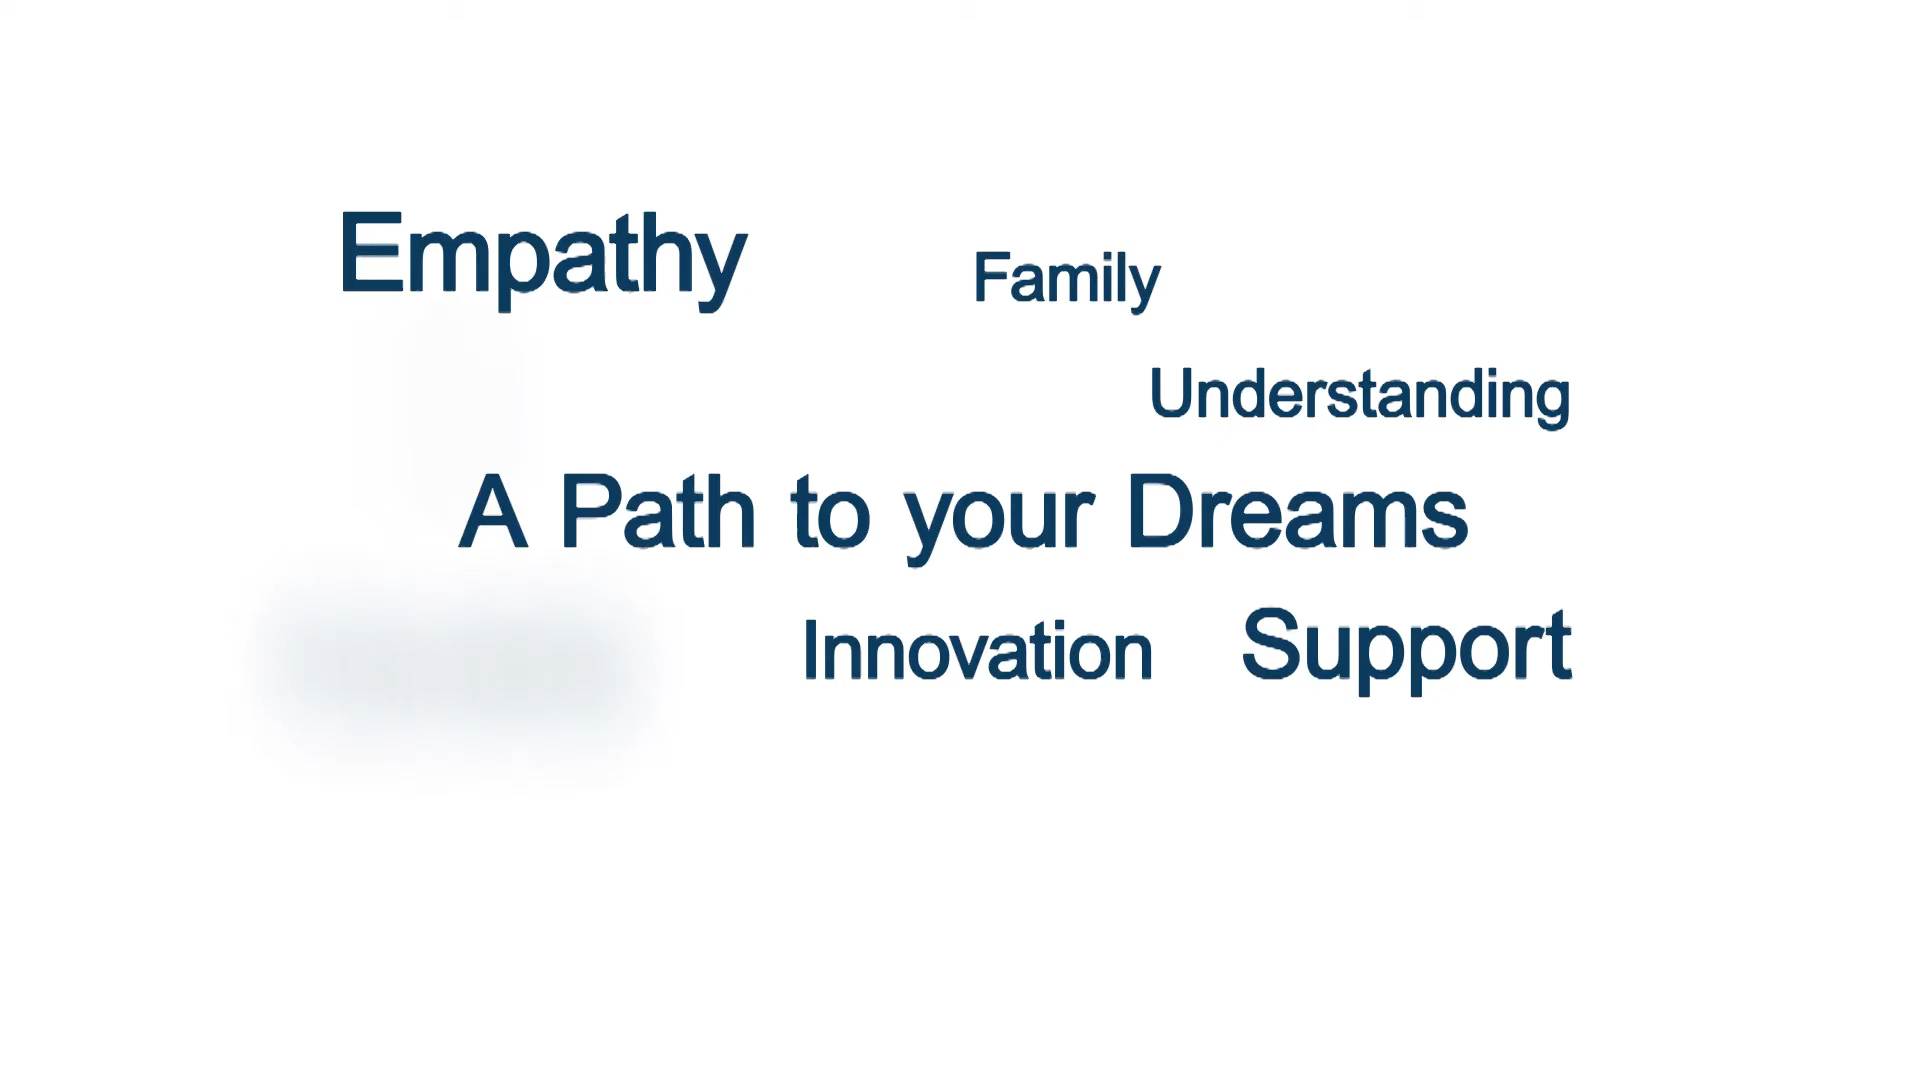 Empathy
Family
Understanding
A Path to your Dreams
Innovation
Support